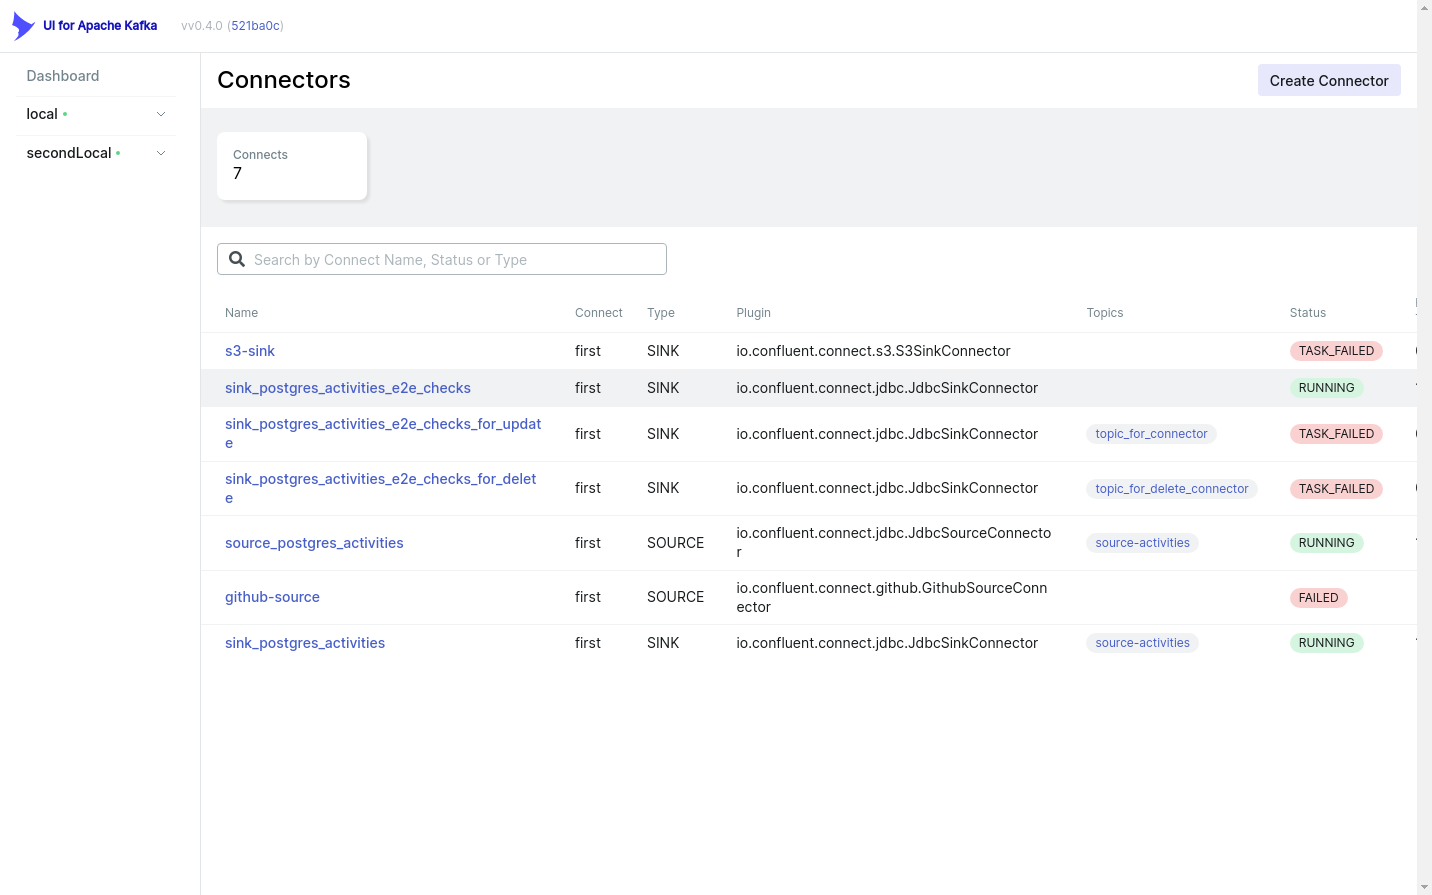 UI for Apache Kafka vv0.4.0 (521ba0c)
Dashboard
local
secondLocal
Connectors
Create Connector
Connects
7
Search by Connect Name, Status or Type
Name Connect Type Plugin Topics Status
s3-sink first SINK io.confluent.connect.s3.S3SinkConnector TASK_FAILED
sink_postgres_activities_e2e_checks first SINK io.confluent.connect.jdbc.JdbcSinkConnector RUNNING
sink_postgres_activities_e2e_checks_for_updat
e
first SINK io.confluent.connect.jdbc.JdbcSinkConnector topic_for_connector TASK_FAILED
sink_postgres_activities_e2e_checks_for_delet
e
first SINK io.confluent.connect.jdbc.JdbcSinkConnector topic_for_delete_connector TASK_FAILED
source_postgres_activities first SOURCE io.confluent.connect.jdbc.JdbcSourceConnecto
r
source-activities RUNNING
github-source first SOURCE io.confluent.connect.github.GithubSourceConn
ector
FAILED
sink_postgres_activities first SINK io.confluent.connect.jdbc.JdbcSinkConnector source-activities RUNNING